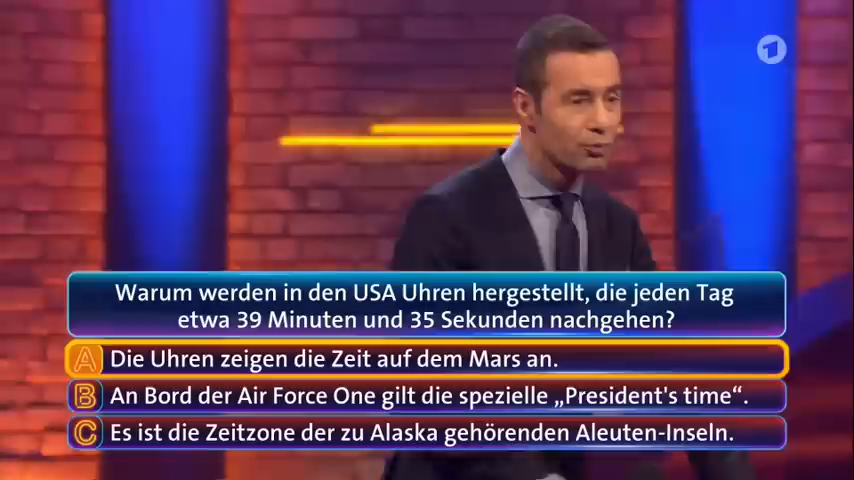 1
Warum werden in den USA Uhren hergestellt, die jeden Tag
etwa 39 Minuten und 35 Sekunden nachgehen?
A Die Uhren zeigen die Zeit auf dem Mars an.
B An Bord der Air Force One gilt die spezielle „President's time“.
C Es ist die Zeitzone der zu Alaska gehörenden Aleuten-Inseln.